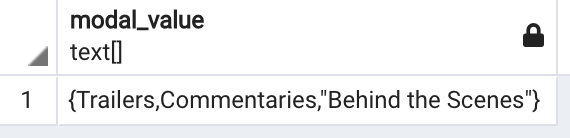 modal_value
text[]
1 {Trailers,Commentaries,"Behind the Scenes"}